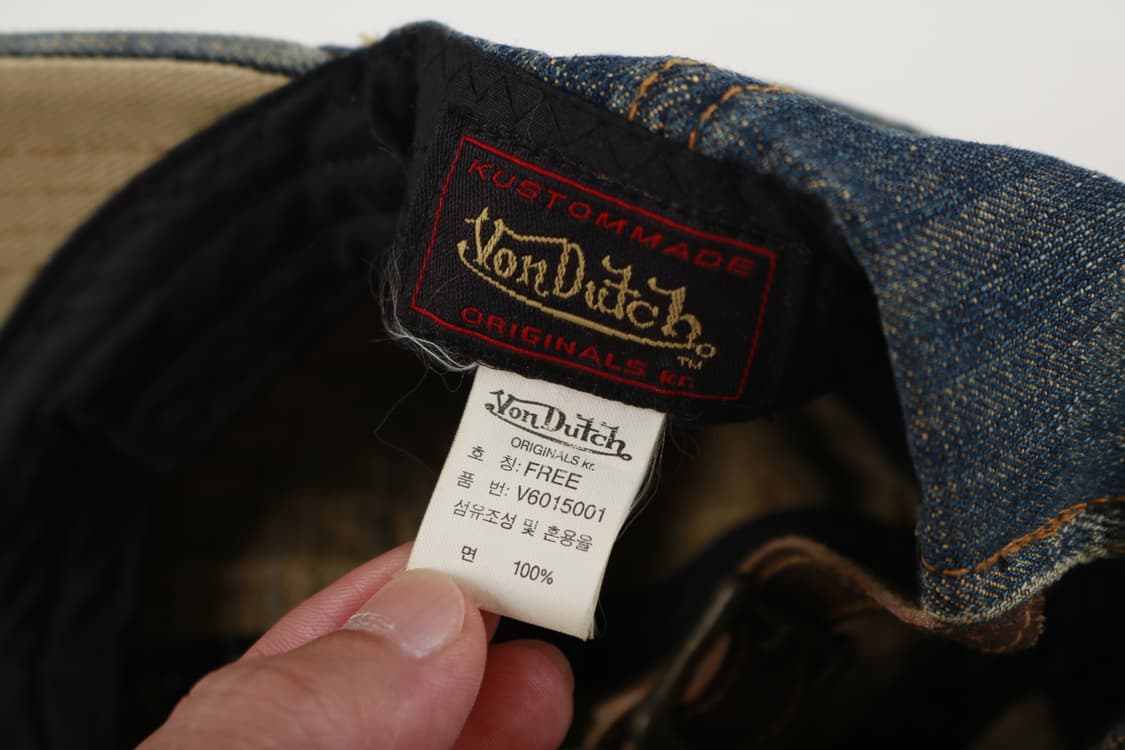 KUSTOMMADE
Von Dutch
TM
ORIGINALS kr.
Von Dutch
ORIGINALS kr.
호 칭: FREE
품 번: V6015001
섬유조성 및 혼용율
면 100%